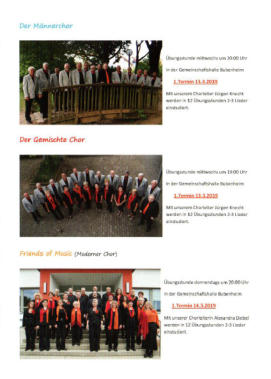 Der Männerchor
Übungsstunde mittwochs um 20:00 Uhr
in der Gemeinschaftshalle Bubenheim
1. Termin 13.3.2019
Mit unserem Chorleiter Jürgen Knecht
werden in 12 Übungsstunden 2-3 Lieder
einstudiert.
Der Gemischte Chor
Übungsstunde mittwochs um 19:00 Uhr
in der Gemeinschaftshalle Bubenheim
1. Termin 13.3.2019
Mit unserem Chorleiter Jürgen Knecht
werden in 12 Übungsstunden 2-3 Lieder
einstudiert.
Friends of Music (Moderner Chor)
Übungsstunde donnerstags um 20:00 Uhr
in der Gemeinschaftshalle Bubenheim
1. Termin 14.3.2019
Mit unserer Chorleiterin Alexandra
werden in 12 Übungsstunden 2-3 Lieder
einstudiert.